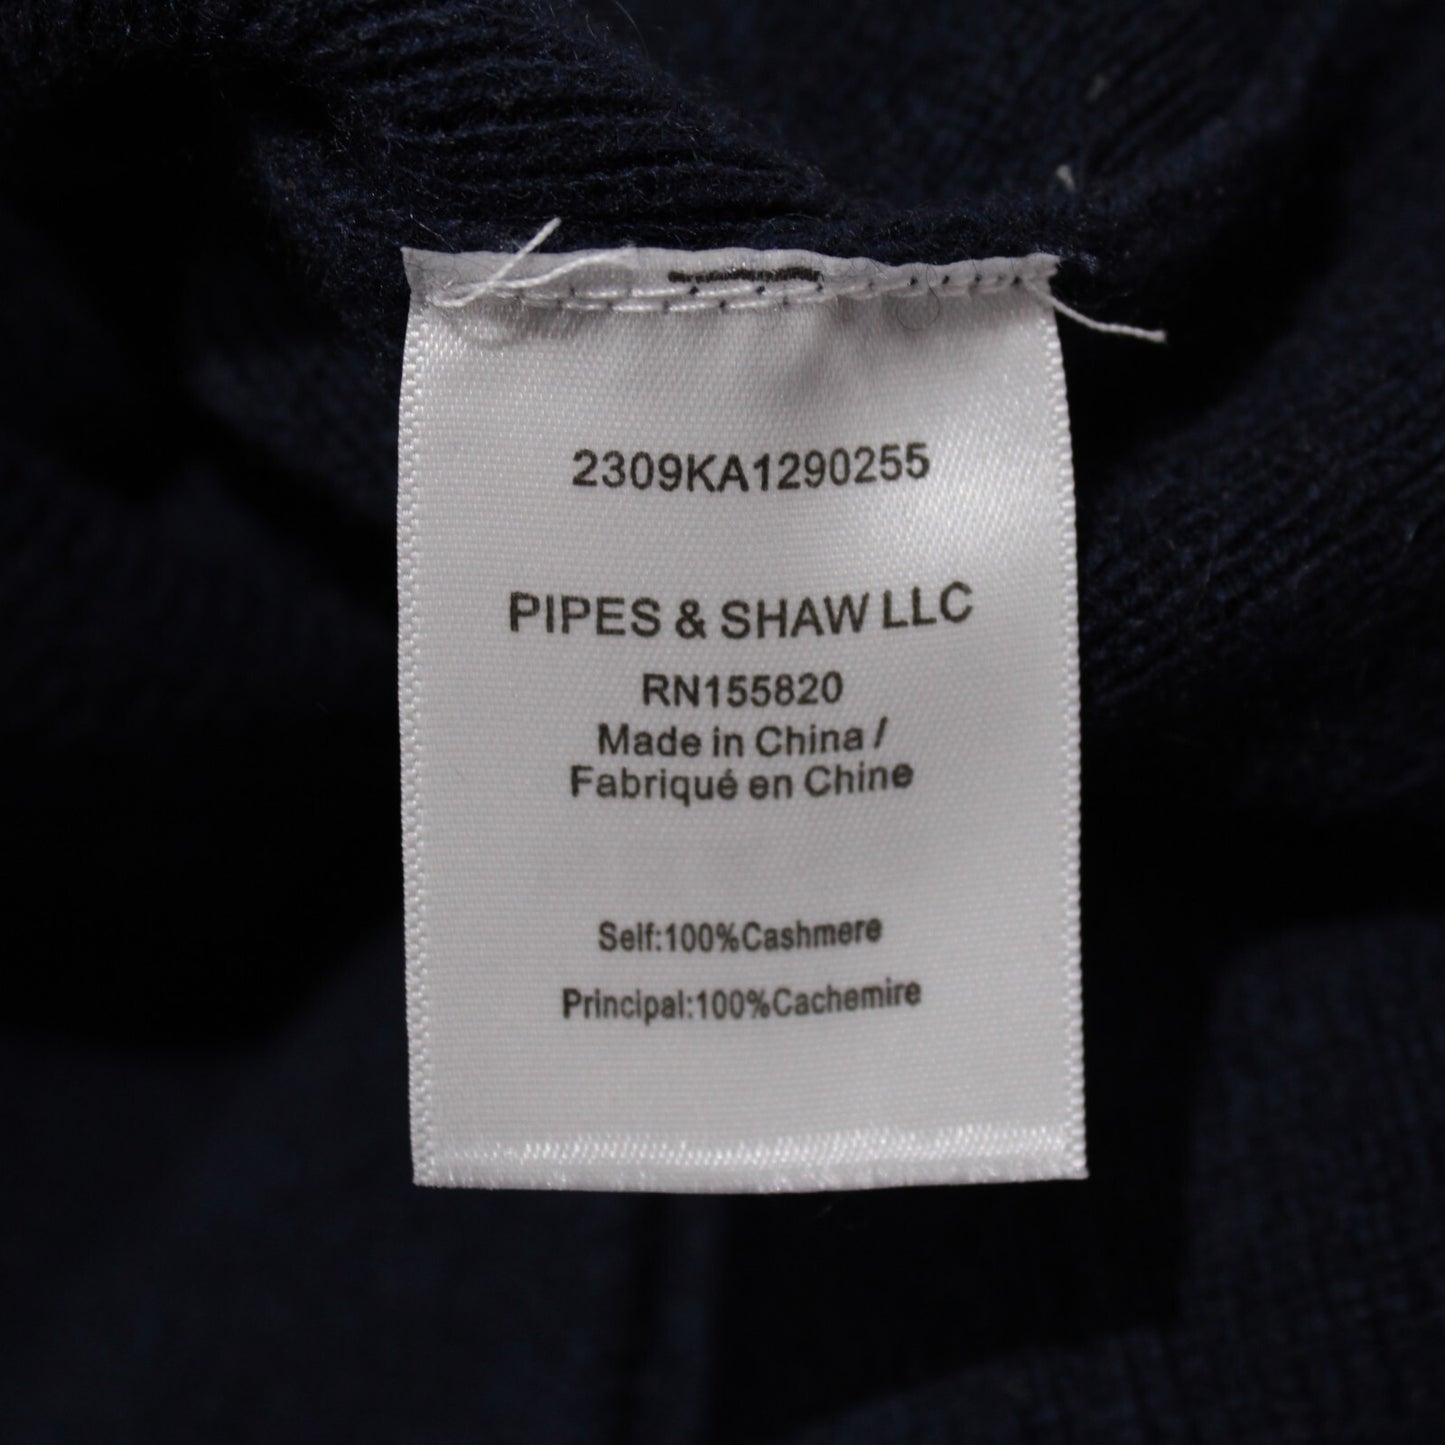 2309KA1290255
PIPES & SHAW LLC
RN155820
Made in China /
Fabriqué en Chine
Self:100%Cashmere
Principal:100%Cachemire